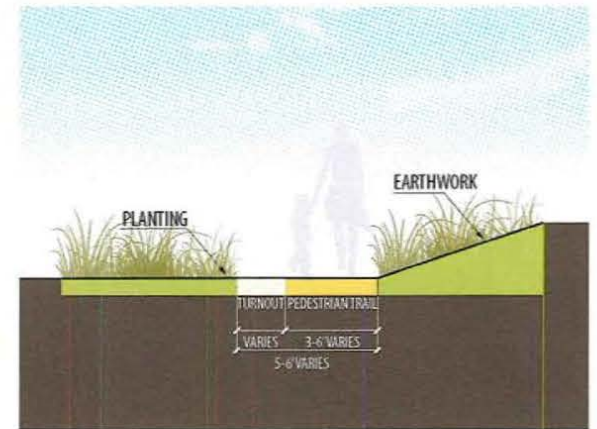 EARTHWORK
PLANTING
TURNOUT PEDESTRIAN TRAIL
VARIES 3-6' VARIES
5-6' VARIES